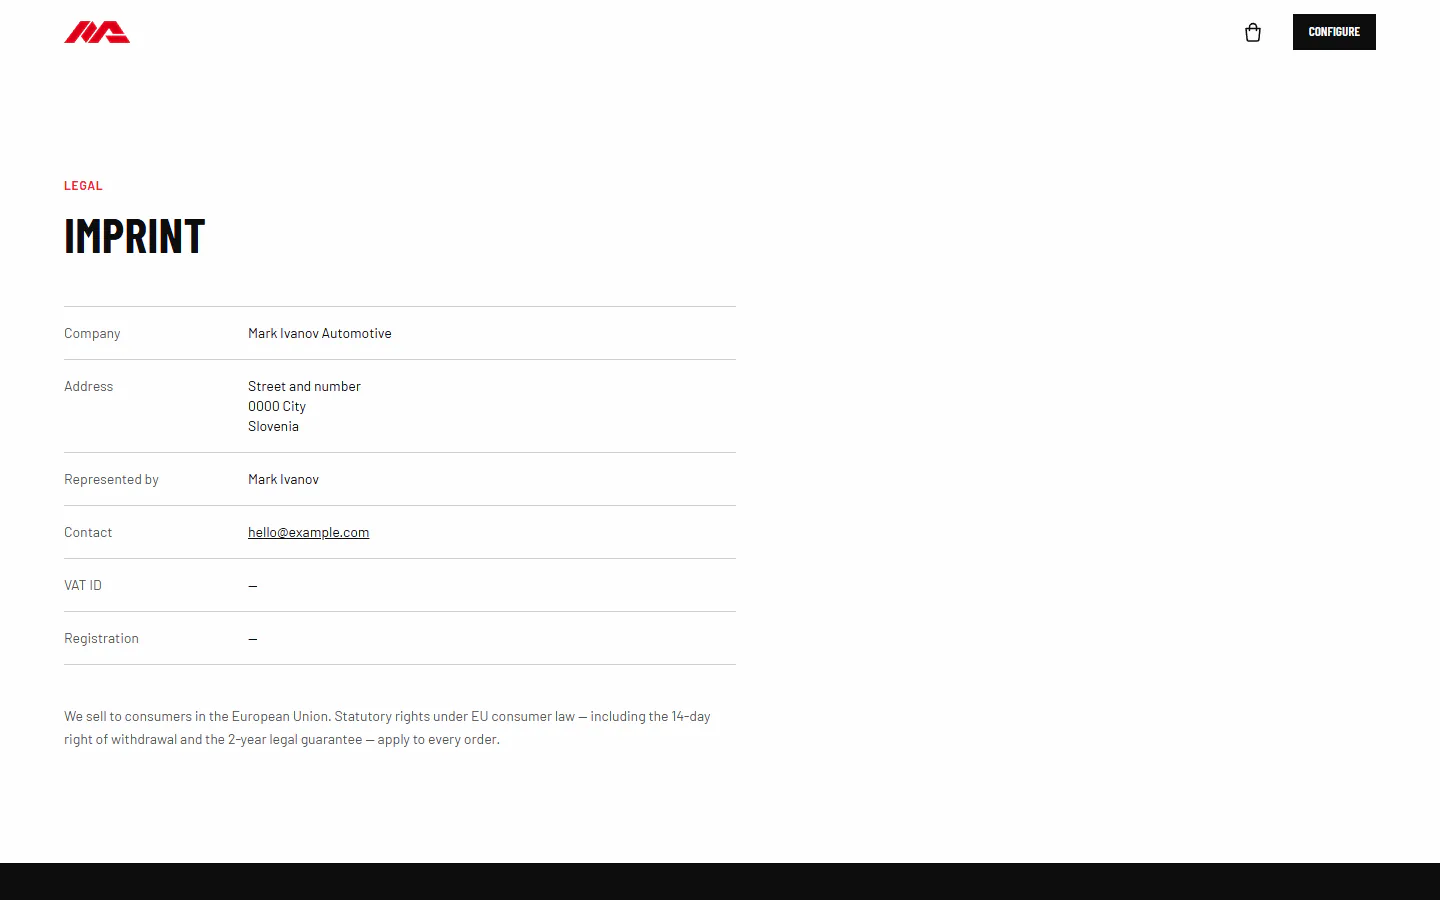 CONFIGURE
LEGAL
IMPRINT
Company
Mark Ivanov Automotive
Address
Street and number
0000 City
Slovenia
Represented by
Mark Ivanov
Contact
hello@example.com
VAT ID
—
Registration
—
We sell to consumers in the European Union. Statutory rights under EU consumer law — including the 14-day
right of withdrawal and the 2-year legal guarantee — apply to every order.